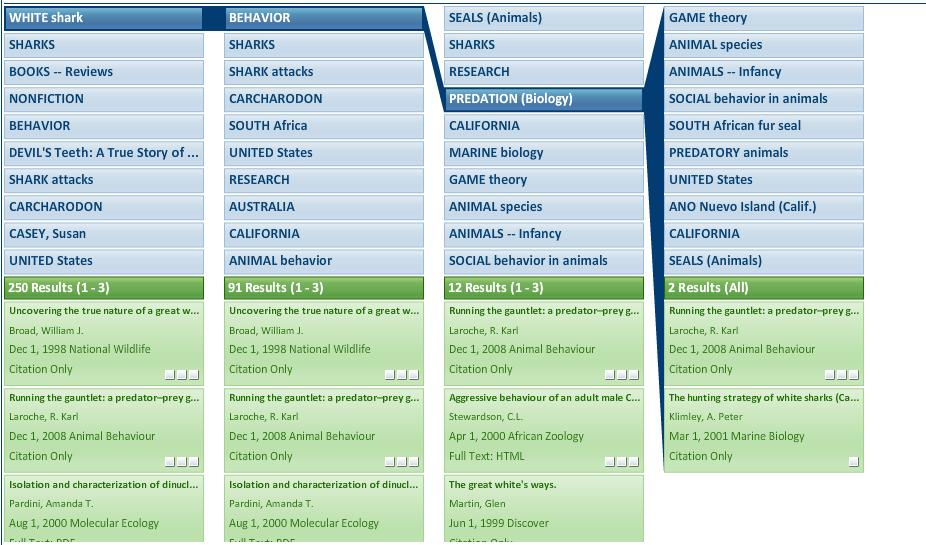 WHITE shark
SHARKS
BOOKS -- Reviews
NONFICTION
BEHAVIOR
DEVIL'S Teeth: A True Story of ...
SHARK attacks
CARCHARODON
CASEY, Susan
UNITED States
250 Results (1 - 3)
Uncovering the true nature of a great w...
Broad, William J.
Dec 1, 1998 National Wildlife
Citation Only
Running the gauntlet: a predator–prey g...
Laroche, R. Karl
Dec 1, 2008 Animal Behaviour
Citation Only
Isolation and characterization of dinucl...
Pardini, Amanda T.
Aug 1, 2000 Molecular Ecology
Full Text: PDF
BEHAVIOR
SHARKS
SHARK attacks
CARCHARODON
SOUTH Africa
UNITED States
RESEARCH
AUSTRALIA
CALIFORNIA
ANIMAL behavior
91 Results (1 - 3)
Uncovering the true nature of a great w...
Broad, William J.
Dec 1, 1998 National Wildlife
Citation Only
Running the gauntlet: a predator–prey g...
Laroche, R. Karl
Dec 1, 2008 Animal Behaviour
Citation Only
Isolation and characterization of dinucl...
Pardini, Amanda T.
Aug 1, 2000 Molecular Ecology
Full Text: PDF
SEALS (Animals)
SHARKS
RESEARCH
PREDATION (Biology)
CALIFORNIA
MARINE biology
GAME theory
ANIMAL species
ANIMALS -- Infancy
SOCIAL behavior in animals
12 Results (1 - 3)
Running the gauntlet: a predator–prey g...
Laroche, R. Karl
Dec 1, 2008 Animal Behaviour
Citation Only
Aggressive behaviour of an adult male C...
Stewardson, C.L.
Apr 1, 2000 African Zoology
Full Text: HTML
The great white's ways.
Martin, Glen
Jun 1, 1999 Discover
Citation Only
GAME theory
ANIMAL species
ANIMALS -- Infancy
SOCIAL behavior in animals
SOUTH African fur seal
PREDATORY animals
UNITED States
ANO Nuevo Island (Calif.)
CALIFORNIA
SEALS (Animals)
2 Results (All)
Running the gauntlet: a predator–prey g...
Laroche, R. Karl
Dec 1, 2008 Animal Behaviour
Citation Only
The hunting strategy of white sharks (Ca...
Klimley, A. Peter
Mar 1, 2001 Marine Biology
Citation Only